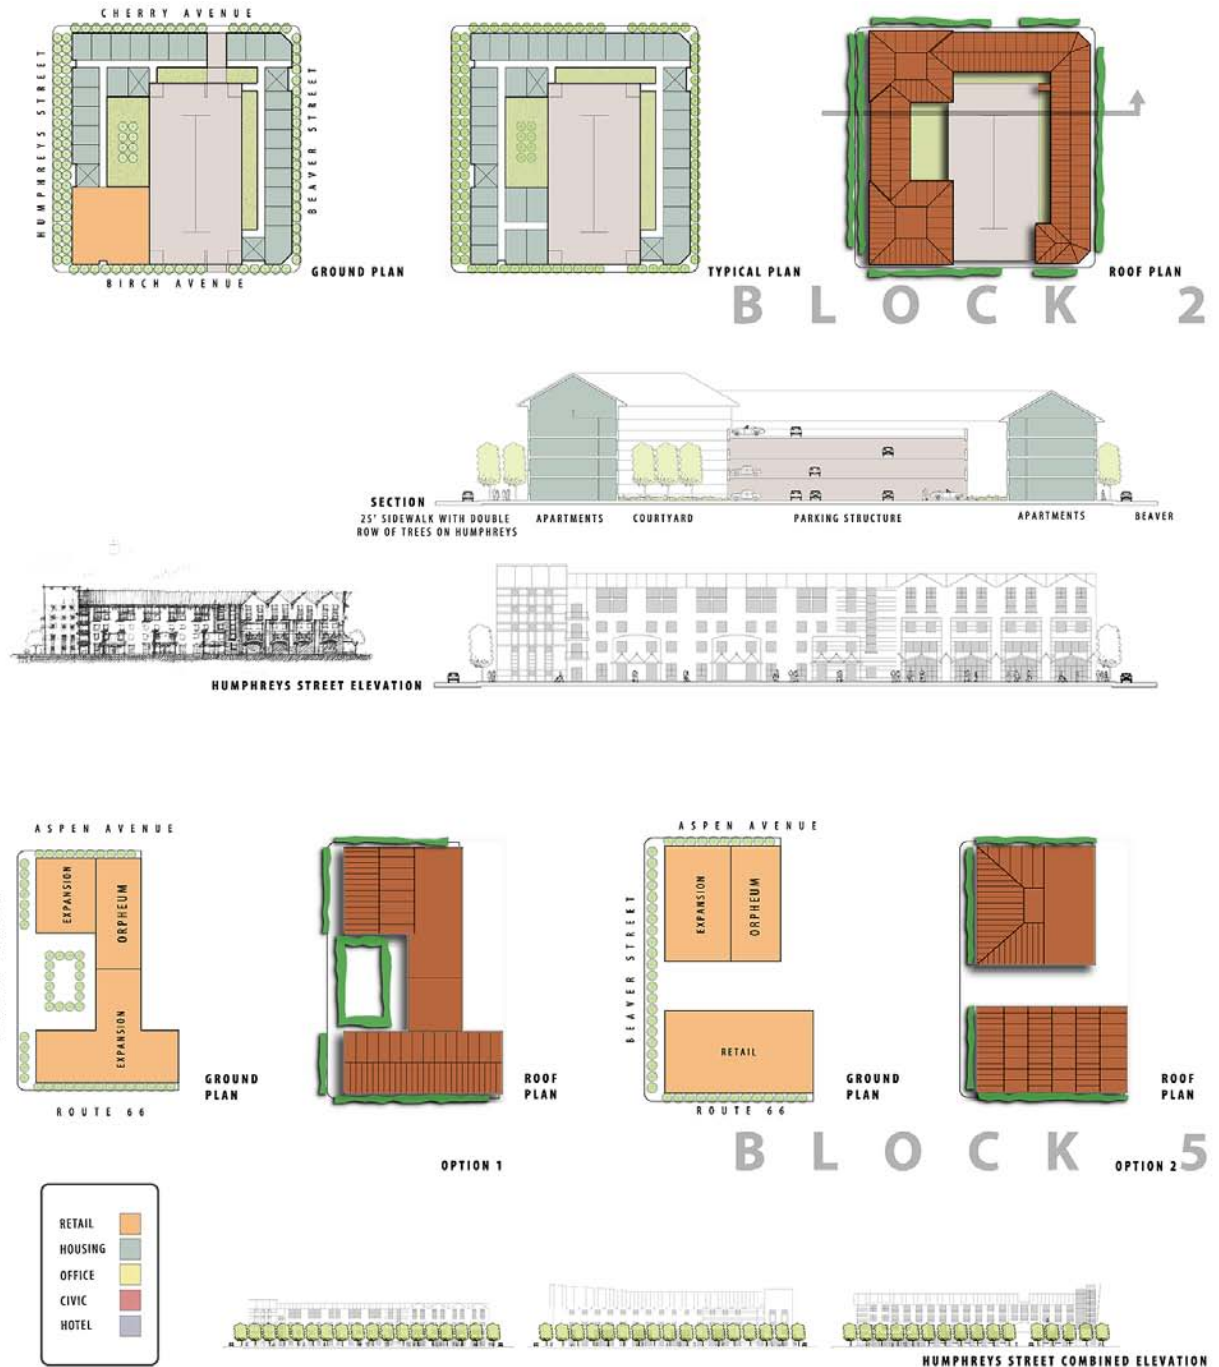 CHERRY AVENUE
HUMPHREYS STREET
BEAVER STREET
BIRCH AVENUE
GROUND PLAN
TYPICAL PLAN
ROOF PLAN
BLOCK 2
SECTION
25' SIDEWALK WITH DOUBLE
ROW OF TREES ON HUMPHREYS
APARTMENTS
COURTYARD
PARKING STRUCTURE
APARTMENTS
BEAVER
HUMPHREYS STREET ELEVATION
ASPEN AVENUE
EXPANSION
ORPHEUM
EXPANSION
ROUTE 66
GROUND
PLAN
ROOF
PLAN
OPTION 1
ASPEN AVENUE
BEAVER STREET
EXPANSION
ORPHEUM
RETAIL
ROUTE 66
GROUND
PLAN
ROOF
PLAN
BLOCK 5
OPTION 2
RETAIL
HOUSING
OFFICE
CIVIC
HOTEL
HUMPHREYS STREET COMBINED ELEVATION